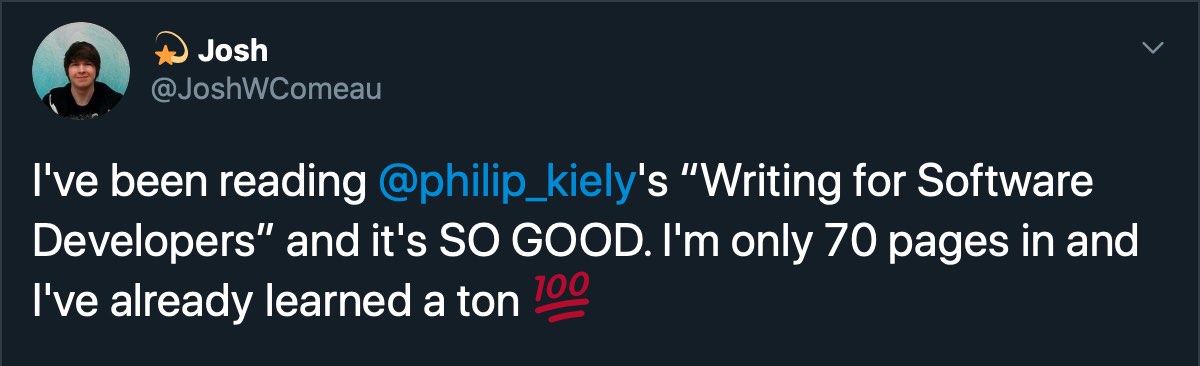 💫 Josh
@JoshWComeau
I've been reading @philip_kiely's “Writing for Software
Developers” and it's SO GOOD. I'm only 70 pages in and
I've already learned a ton 💯